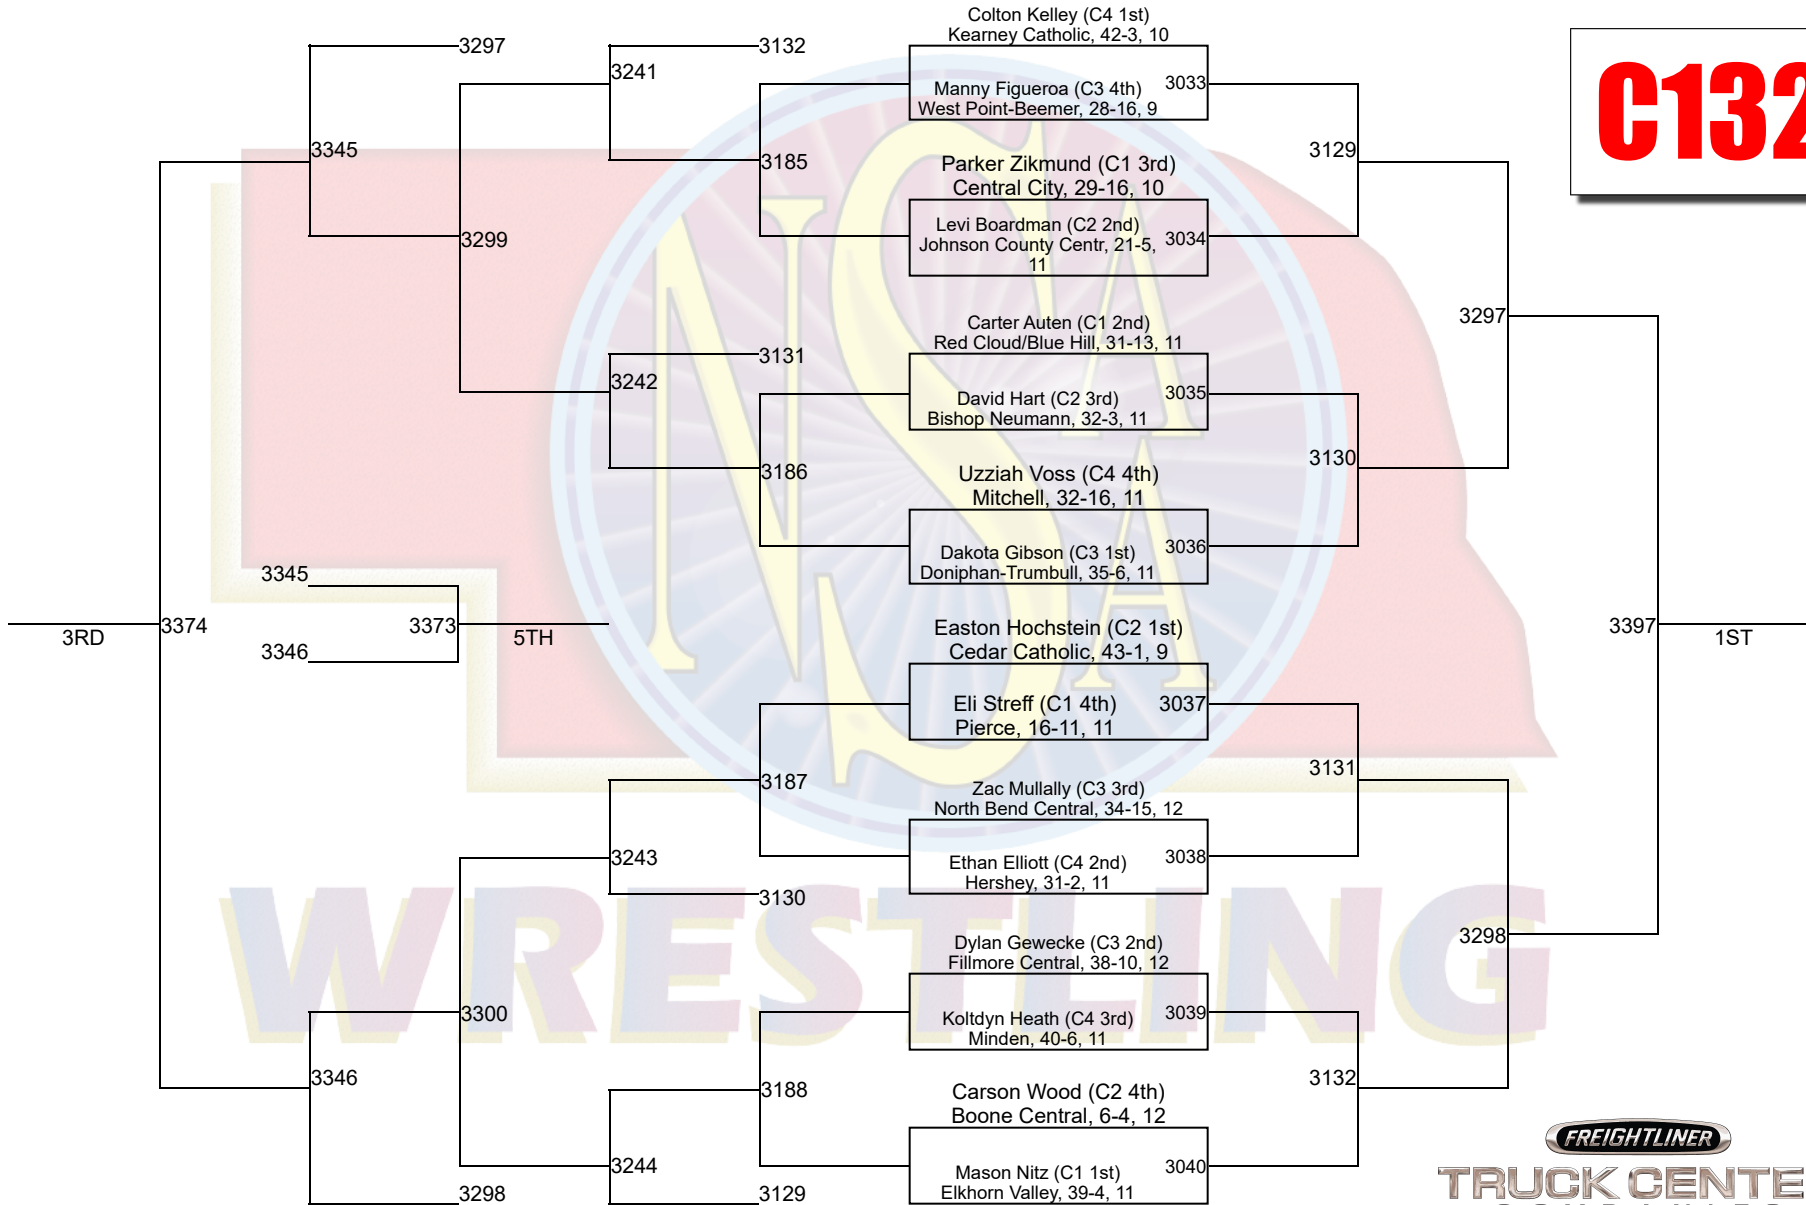 Colton Kelley (C4 1st)
Kearney Catholic, 42-3, 10
3297
3132
3241
Manny Figueroa (C3 4th)
West Point-Beemer, 28-16, 9
3033
C132
3345
3185
Parker Zikmund (C1 3rd)
Central City, 29-16, 10
3129
3299
Levi Boardman (C2 2nd)
Johnson County Centr, 21-5,
11
3034
Carter Auten (C1 2nd)
Red Cloud/Blue Hill, 31-13, 11
3297
3131
3242
David Hart (C2 3rd)
Bishop Neumann, 32-3, 11
3035
3186
Uzziah Voss (C4 4th)
Mitchell, 32-16, 11
3130
Dakota Gibson (C3 1st)
Doniphan-Trumbull, 35-6, 11
3036
3345
3RD
3374
3373
5TH
3346
Easton Hochstein (C2 1st)
Cedar Catholic, 43-1, 9
3397
1ST
Eli Streff (C1 4th)
Pierce, 16-11, 11
3037
3187
Zac Mullally (C3 3rd)
North Bend Central, 34-15, 12
3131
3243
Ethan Elliott (C4 2nd)
Hershey, 31-2, 11
3038
3130
Dylan Gewecke (C3 2nd)
Fillmore Central, 38-10, 12
3298
3300
Koltdyn Heath (C4 3rd)
Minden, 40-6, 11
3039
3346
3188
Carson Wood (C2 4th)
Boone Central, 6-4, 12
3132
3244
Mason Nitz (C1 1st)
Elkhorn Valley, 39-4, 11
3040
3298
3129
NSAA
WRESTLING
FREIGHTLINER
TRUCK CENTE